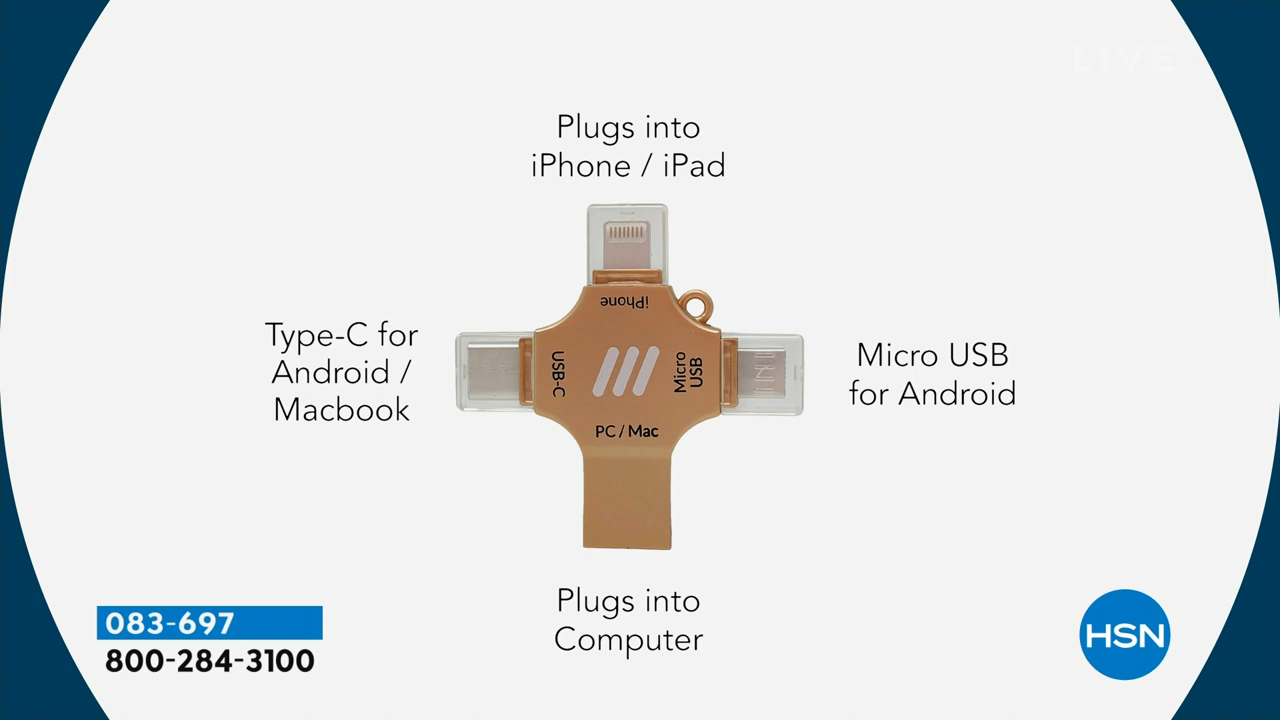 LIVE
Plugs into
iPhone / iPad
iPhone
Type-C for
Android /
Macbook
USB-C
Micro
USB
Micro USB
for Android
PC / Mac
Plugs into
Computer
083-697
800-284-3100
HSN